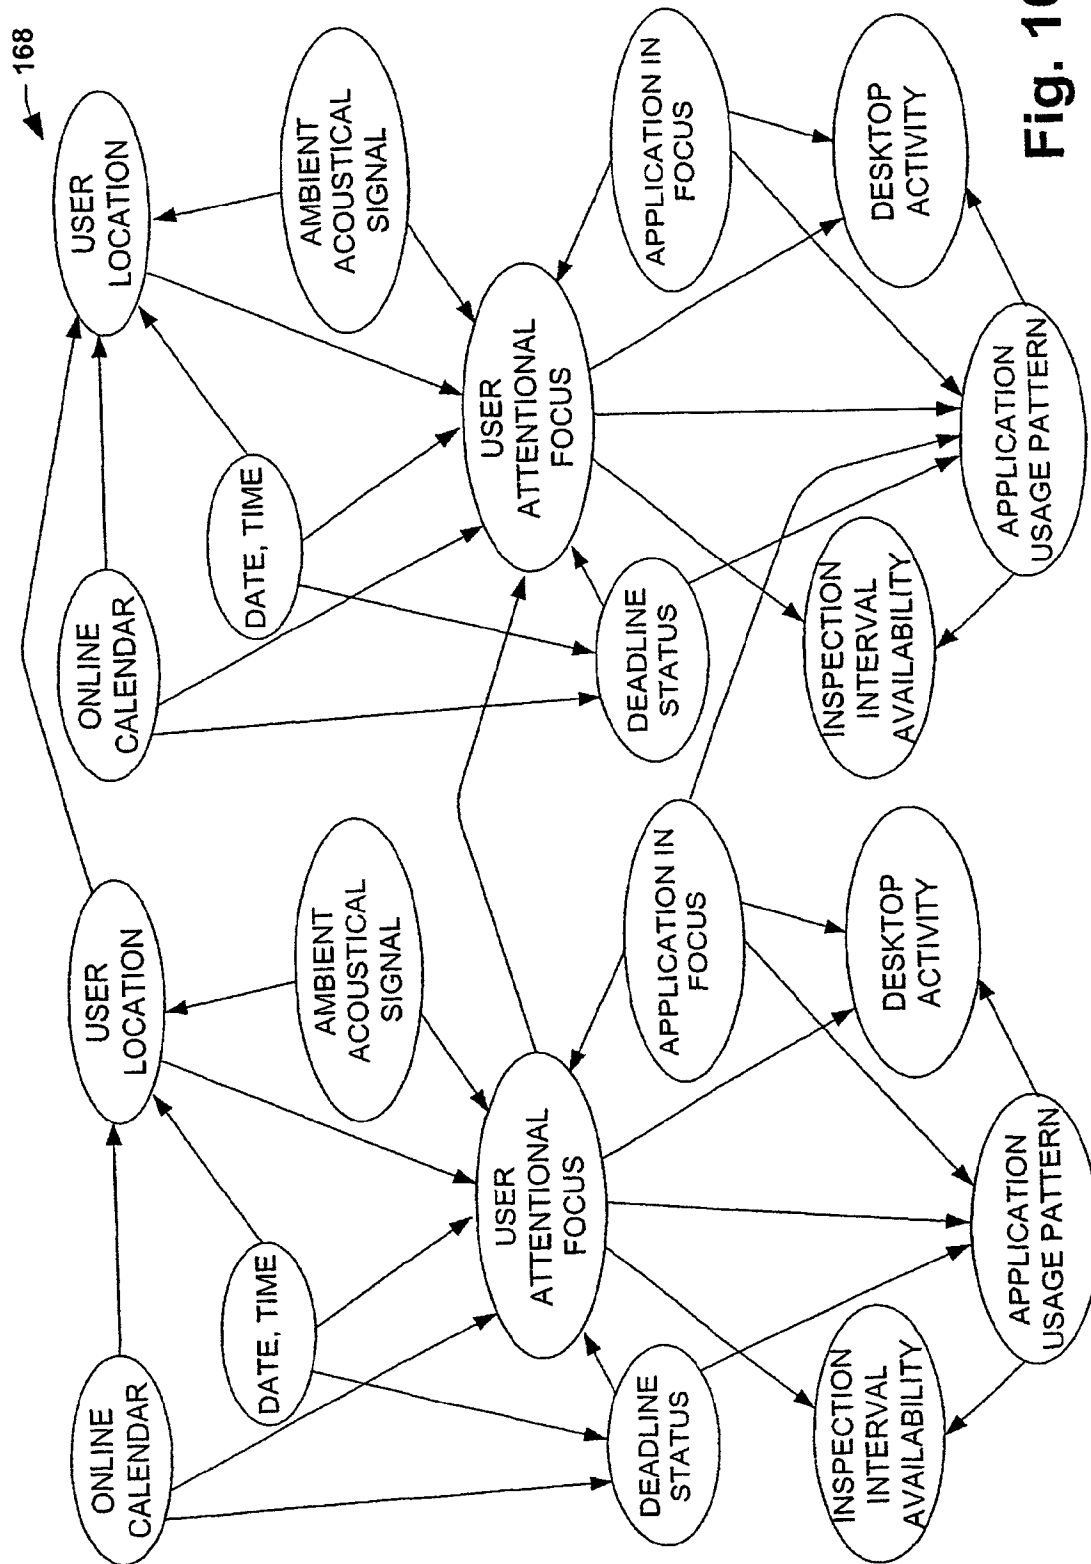 168
USER
LOCATION
USER
LOCATION
ONLINE
CALENDAR
ONLINE
CALENDAR
AMBIENT
ACOUSTICAL
SIGNAL
AMBIENT
ACOUSTICAL
SIGNAL
DATE, TIME
DATE, TIME
USER
ATTENTIONAL
FOCUS
USER
ATTENTIONAL
FOCUS
APPLICATION IN
FOCUS
APPLICATION IN
FOCUS
DEADLINE
STATUS
DEADLINE
STATUS
DESKTOP
ACTIVITY
DESKTOP
ACTIVITY
INSPECTION
INTERVAL
AVAILABILITY
INSPECTION
INTERVAL
AVAILABILITY
APPLICATION
USAGE PATTERN
APPLICATION
USAGE PATTERN
Fig.